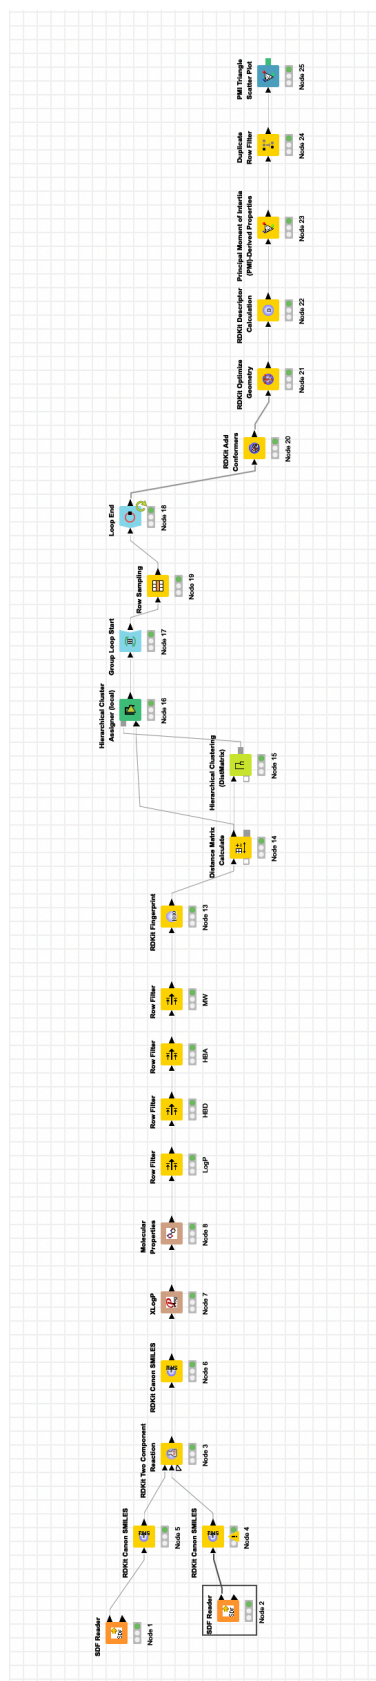 SDF Reader
Node 1
SDF Reader
Node 2
RDKit Canon SMILES
Node 5
RDKit Canon SMILES
Node 4
RDKit Two Component
Reaction
Node 3
RDKit Canon SMILES
Node 6
XLogP
Node 7
Molecular
Properties
Node 8
Row Filter
LogP
Row Filter
HBD
Row Filter
HBA
Row Filter
MW
RDKit Fingerprint
Node 13
Distance Matrix
Calculate
Node 14
Hierarchical Clustering
(DistMatrix)
Node 15
Hierarchical Cluster
Assigner (local)
Node 16
Group Loop Start
Node 17
Row Sampling
Node 19
Loop End
Node 18
RDKit Add
Conformers
Node 20
RDKit Optimize
Geometry
Node 21
RDKit Descriptor
Calculation
Node 22
Principal Moment of Intertia
(PMI)-Derived Properties
Node 23
Duplicate
Row Filter
Node 24
PMI Triangle
Scatter Plot
Node 25